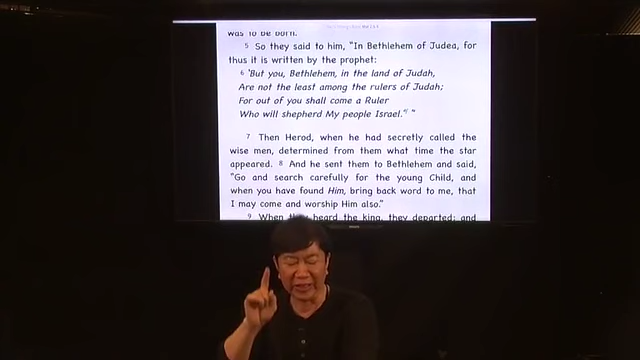 was to be born.
5 So they said to him, "In Bethlehem of Judea, for
thus it is written by the prophet:
6 'But you, Bethlehem, in the land of Judah,
Are not the least among the rulers of Judah;
For out of you shall come a Ruler
Who will shepherd My people Israel.' "
7 Then Herod, when he had secretly called the
wise men, determined from them what time the star
appeared. 8 And he sent them to Bethlehem and said,
"Go and search carefully for the young Child, and
when you have found Him, bring back word to me, that
I may come and worship Him also."
9 When they heard the king, they departed; and